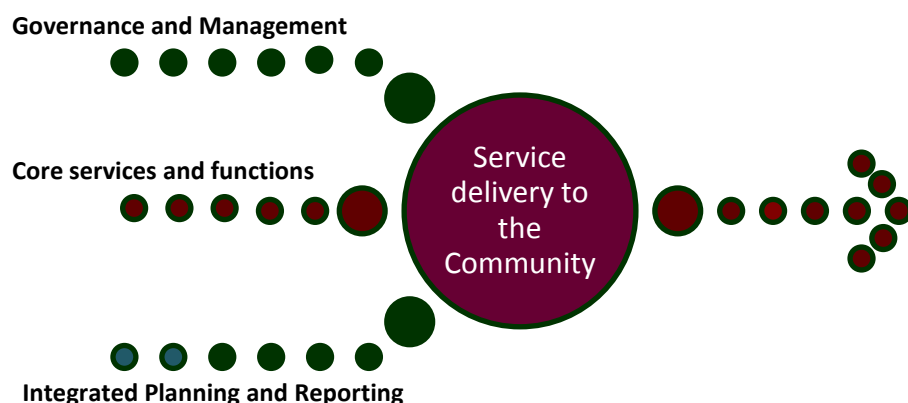 Governance and Management
Core services and functions
Service
delivery to
the
Community
Integrated Planning and Reporting